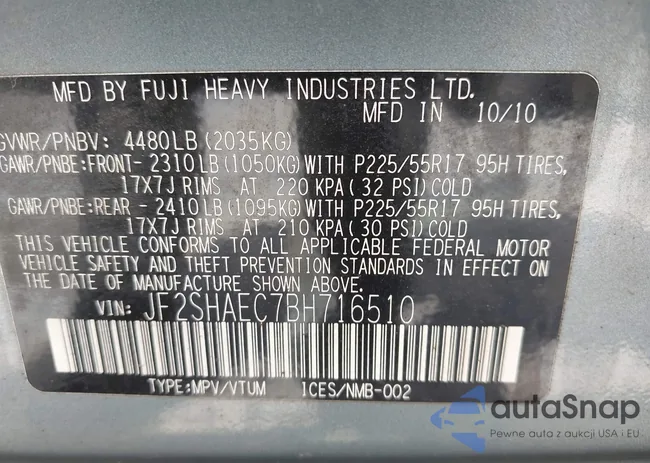 MFD BY FUJI HEAVY INDUSTRIES LTD.
MFD IN 10/10
GVWR/PNBV: 4480LB(2035KG)
GAWR/PNBE:FRONT-2310LB(1050KG)WITH P225/55R17 95H TIRES,
17X7J RIMS AT 220 KPA(32 PSI)COLD
GAWR/PNBE:REAR -2410LB(1095KG)WITH P225/55R17 95H TIRES,
17X7J RIMS AT 210 KPA(30 PSI)COLD
THIS VEHICLE CONFORMS TO ALL APPLICABLE FEDERAL MOTOR
VEHICLE SAFETY AND THEFT PREVENTION STANDARDS IN EFFECT ON
THE DATE OF MANUFACTURE SHOWN ABOVE.
VIN: JF2SHAEC7BH716510
TYPE:MPV/VTUM ICES/NMB-002
autaSnap
Pewne auta z aukcji USA i EU